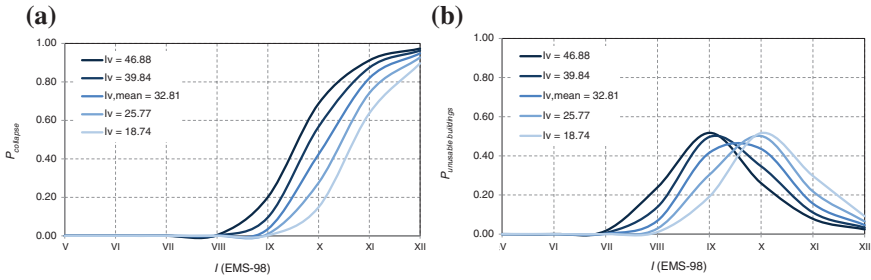 (a)
1.00
0.80
0.60
0.40
0.20
0.00
P collapse
Iv = 46.88
Iv = 39.84
Iv,mean = 32.81
Iv = 25.77
Iv = 18.74
V VI VII VIII IX X XI XII
I (EMS-98)
(b)
1.00
0.80
0.60
0.40
0.20
0.00
P unusable buildings
Iv = 46.88
Iv = 39.84
Iv,mean = 32.81
Iv = 25.77
Iv = 18.74
V VI VII VIII IX X XI XII
I (EMS-98)